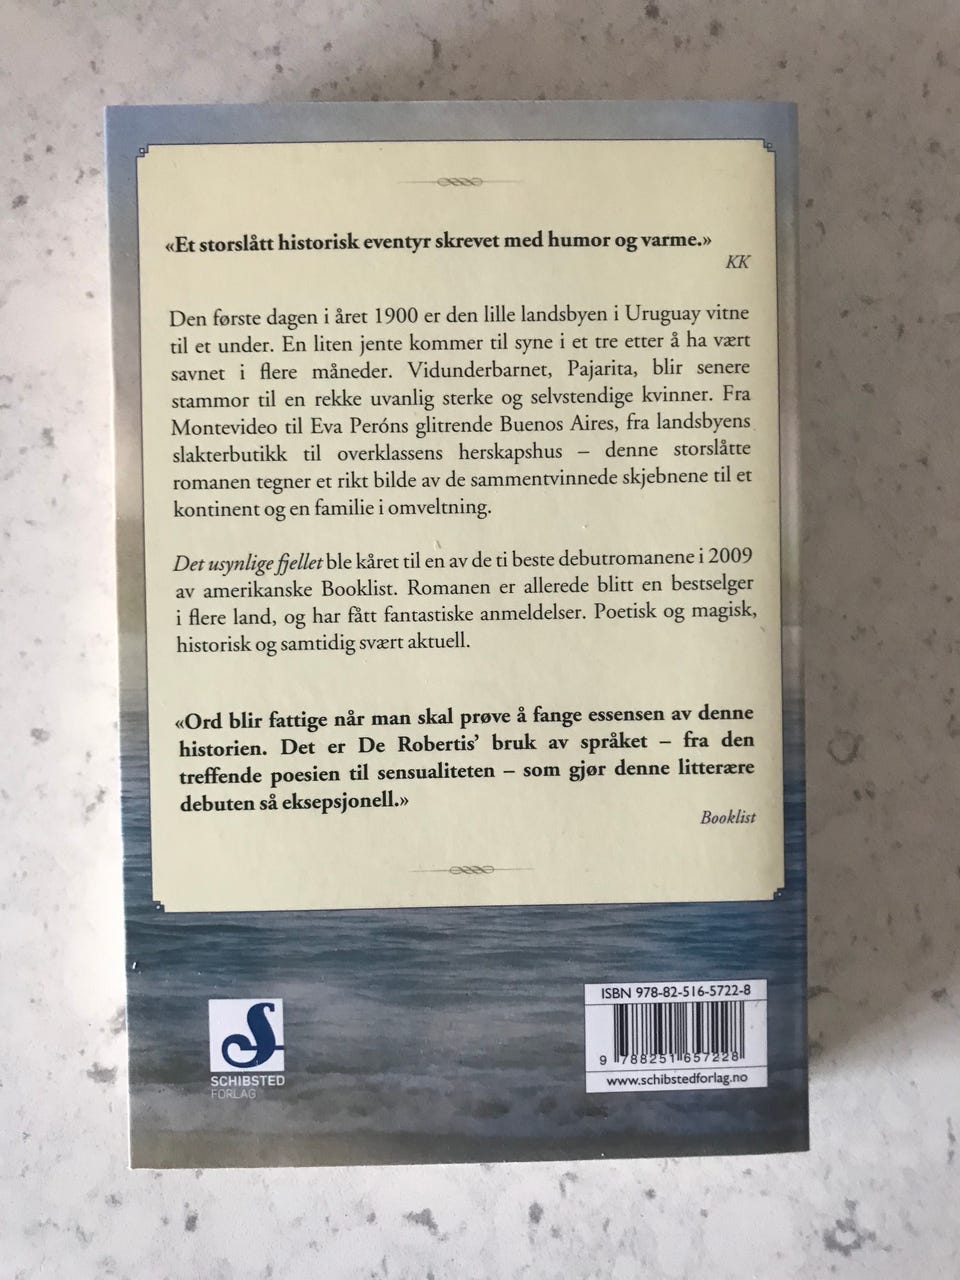 «Et storslått historisk eventyr skrevet med humor og varme.»
KK
Den første dagen i året 1900 er den lille landsbyen i Uruguay vitne
til et under. En liten jente kommer til syne i et tre etter å ha vært
savnet i flere måneder. Vidunderbarnet, Pajarita, blir senere
stammor til en rekke uvanlig sterke og selvstendige kvinner. Fra
Montevideo til Eva Peróns glitrende Buenos Aires, fra landsbyens
slakterbutikk til overklassens herskapshus – denne storslåtte
romanen tegner et rikt bilde av de sammentvinnede skjebnene til et
kontinent og en familie i omveltning.
Det usynlige fjellet ble kåret til en av de ti beste debutromanene i 2009
av amerikanske Booklist. Romanen er allerede blitt en bestselger
i flere land, og har fått fantastiske anmeldelser. Poetisk og magisk,
historisk og samtidig svært aktuell.
«Ord blir fattige når man skal prøve å fange essensen av denne
historien. Det er De Robertis’ bruk av språket – fra den
treffende poesien til sensualiteten – som gjør denne litterære
debuten så eksepsjonell.»
Booklist
S
SCHIBSTED
FORLAG
ISBN 978-82-516-5722-8
9 788251 657228
www.schibstedforlag.no